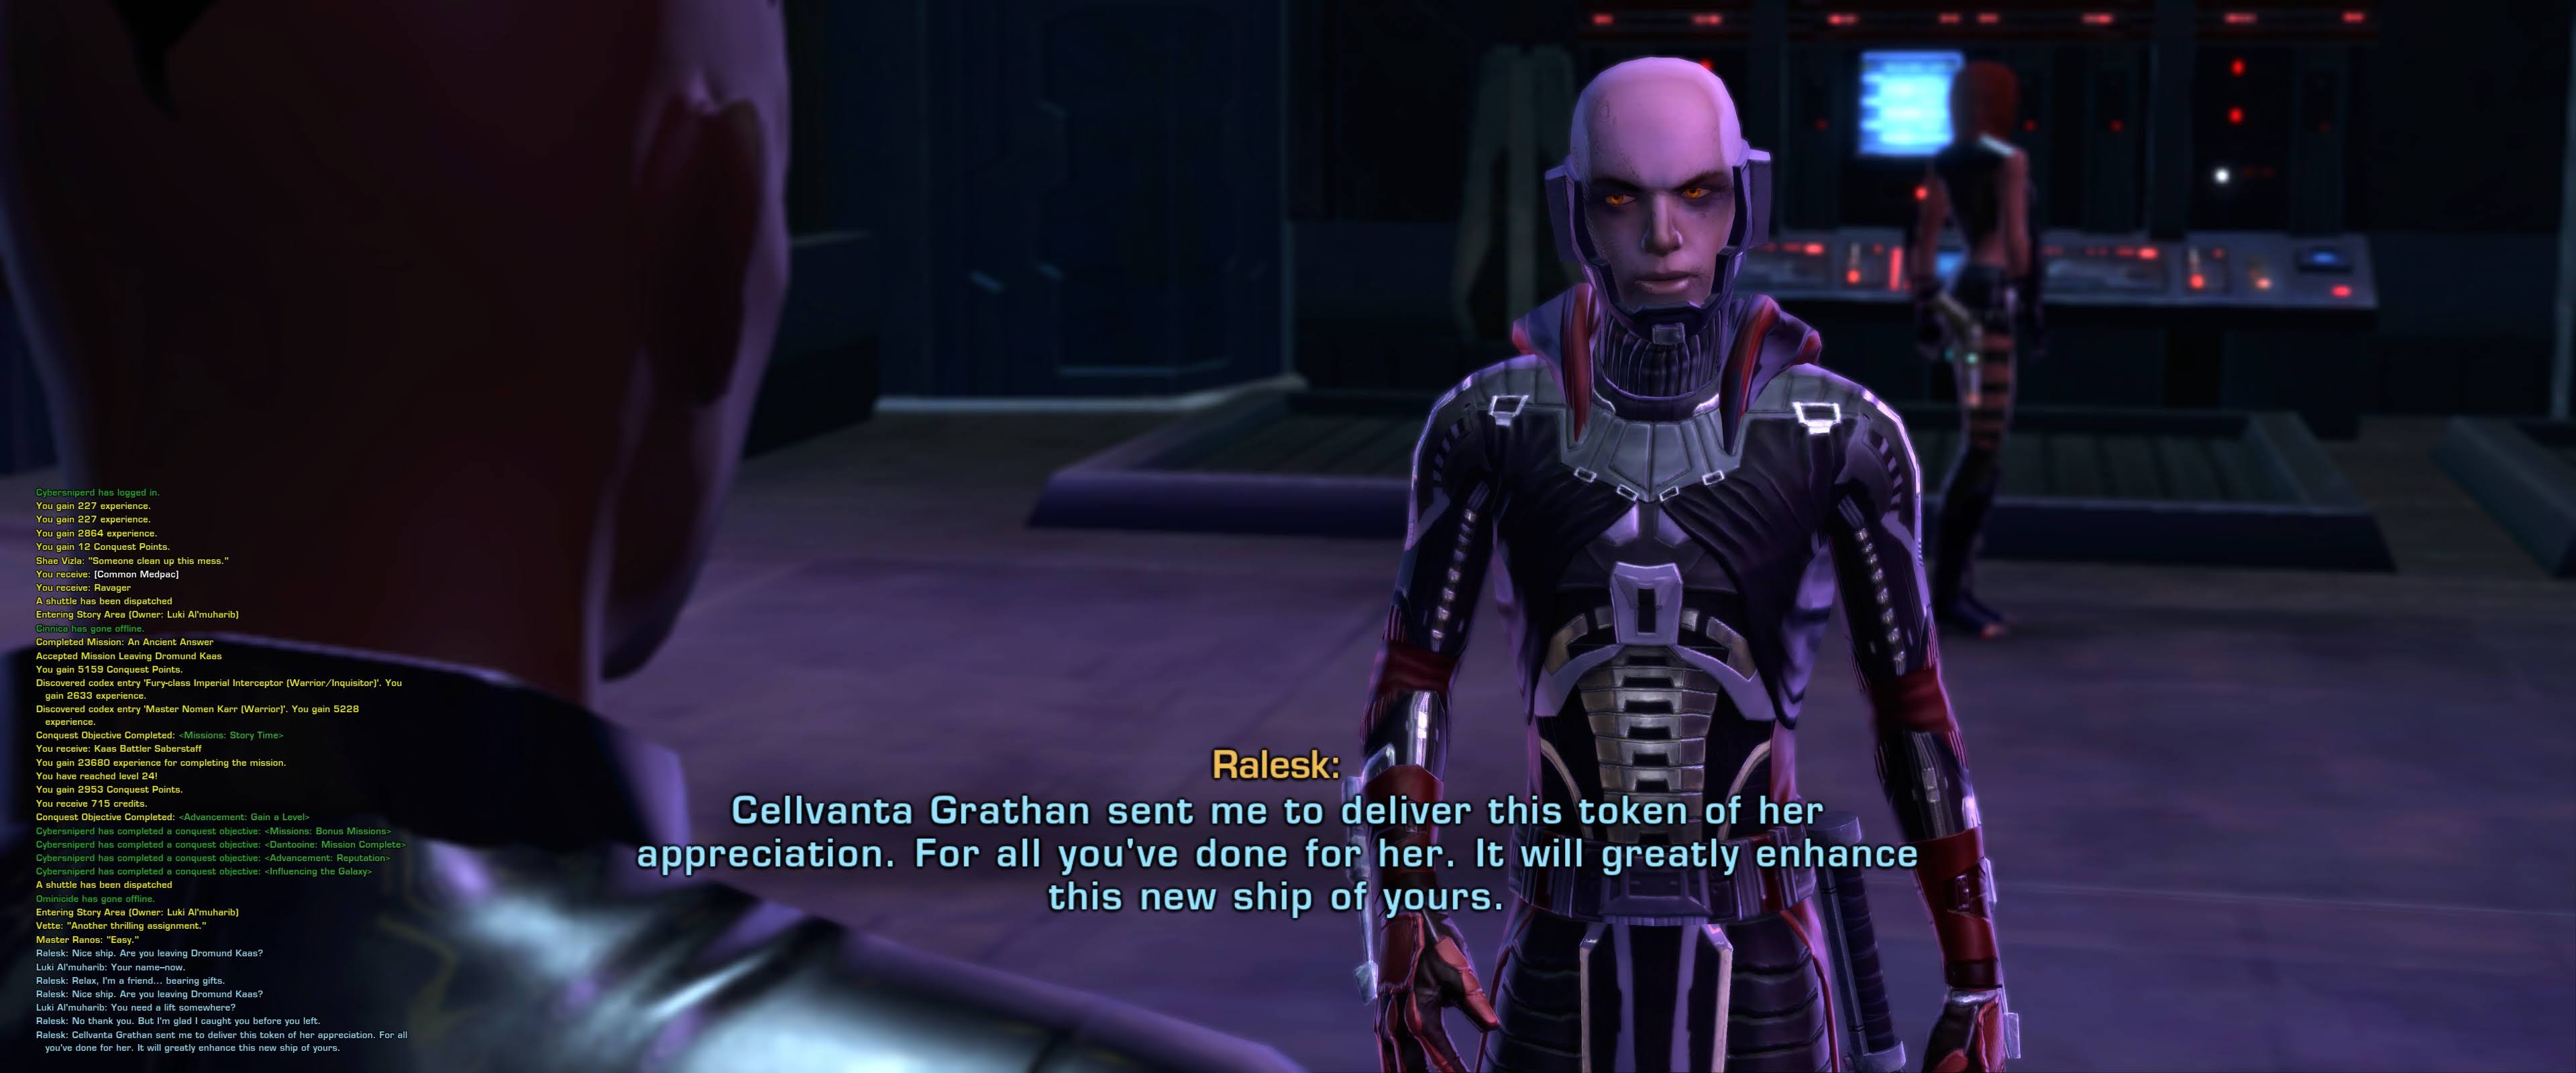 Cybersniperd has logged in.
You gain 227 experience.
You gain 227 experience.
You gain 2864 experience.
You gain 12 Conquest Points.
Shae Vizla: "Someone clean up this mess."
You receive: [Common Medpac]
You receive: Ravager
A shuttle has been dispatched
Entering Story Area (Owner: Luki Al'muharib)
Cinnica has gone offline.
Completed Mission: An Ancient Answer
Accepted Mission Leaving Dromund Kaas
You gain 5159 Conquest Points.
Discovered codex entry 'Fury-class Imperial Interceptor (Warrior/Inquisitor)'. You
gain 2633 experience.
Discovered codex entry 'Master Nomen Karr (Warrior)'. You gain 5228
experience.
Conquest Objective Completed: <Missions: Story Time>
You receive: Kaas Battler Saberstaff
You gain 23680 experience for completing the mission.
You have reached level 24!
You gain 2953 Conquest Points.
You receive 715 credits.
Conquest Objective Completed: <Advancement: Gain a Level>
Cybersniperd has completed a conquest objective: <Missions: Bonus Missions>
Cybersniperd has completed a conquest objective: <Dantooine: Mission Complete>
Cybersniperd has completed a conquest objective: <Advancement: Reputation>
Cybersniperd has completed a conquest objective: <Influencing the Galaxy>
A shuttle has been dispatched
Ominicide has gone offline.
Entering Story Area (Owner: Luki Al'muharib)
Vette: "Another thrilling assignment."
Master Ranos: "Easy."
Ralesk: Nice ship. Are you leaving Dromund Kaas?
Luki Al'muharib: Your name–now.
Ralesk: Relax, I'm a friend... bearing gifts.
Ralesk: Nice ship. Are you leaving Dromund Kaas?
Luki Al'muharib: You need a lift somewhere?
Ralesk: No thank you. But I'm glad I caught you before you left.
Ralesk: Cellvanta Grathan sent me to deliver this token of her appreciation. For all
you've done for her. It will greatly enhance this new ship of yours.
Ralesk:
Cellvanta Grathan sent me to deliver this token of her
appreciation. For all you've done for her. It will greatly enhance
this new ship of yours.